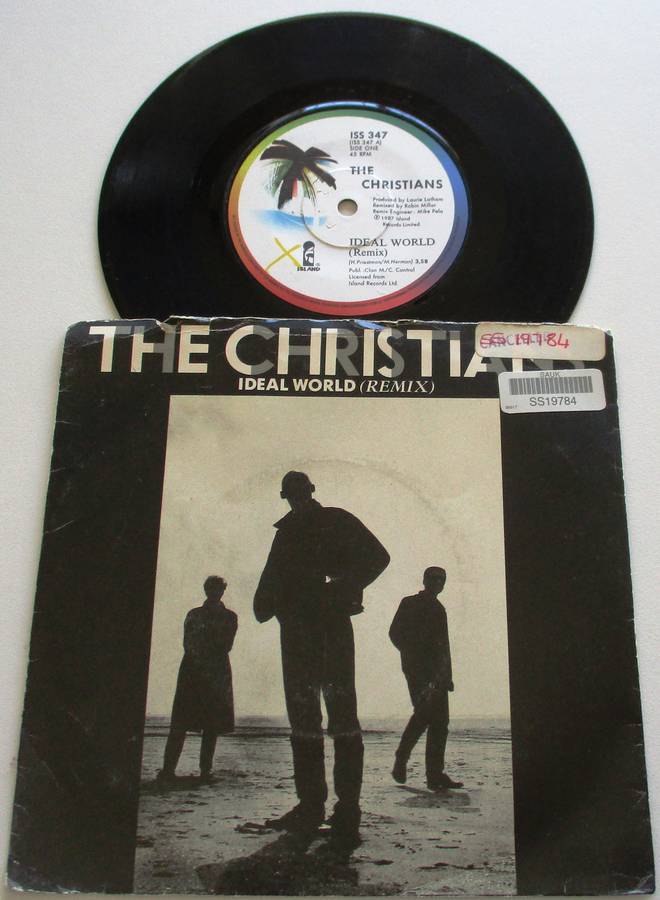 ISS 347
(ISS 347 A)
SIDE ONE
45 RPM
THE
CHRISTIANS
Produced by Laurie Latham
Remixed by Robin Millar
Remix Engineer: Mike Pela
℗ 1987 Island
Records Limited
IDEAL WORLD
(Remix)
(H. Priestman/M. Herman) 3,58
Publ.: Clan M./C. Control
Licensed from
Island Records Ltd
ISLAND
THE CHRISTIANS
IDEAL WORLD (REMIX)
SS 19784
SAUK
SS19784